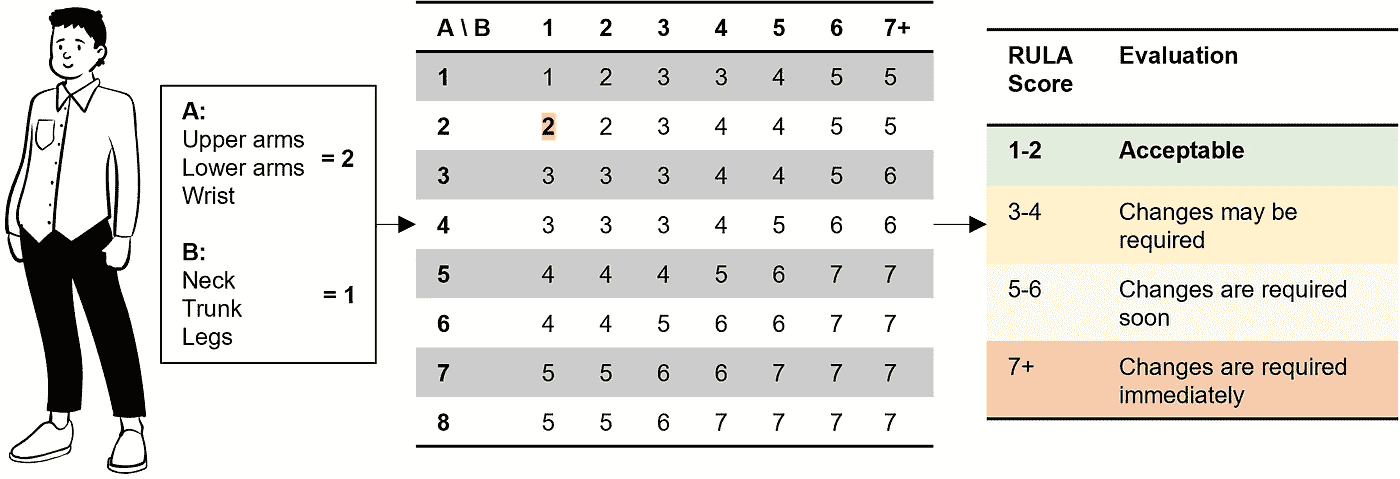 A:
Upper arms
Lower arms = 2
Wrist
B:
Neck
Trunk = 1
Legs
A \ B 1 2 3 4 5 6 7+
1 1 2 3 3 4 5 5
2 2 2 3 4 4 5 5
3 3 3 3 4 4 5 6
4 3 3 3 4 5 6 6
5 4 4 4 5 6 7 7
6 4 4 5 6 6 7 7
7 5 5 6 6 7 7 7
8 5 5 6 7 7 7 7
RULA Evaluation
Score
1-2 Acceptable
3-4 Changes may be
required
5-6 Changes are required
soon
7+ Changes are required
immediately